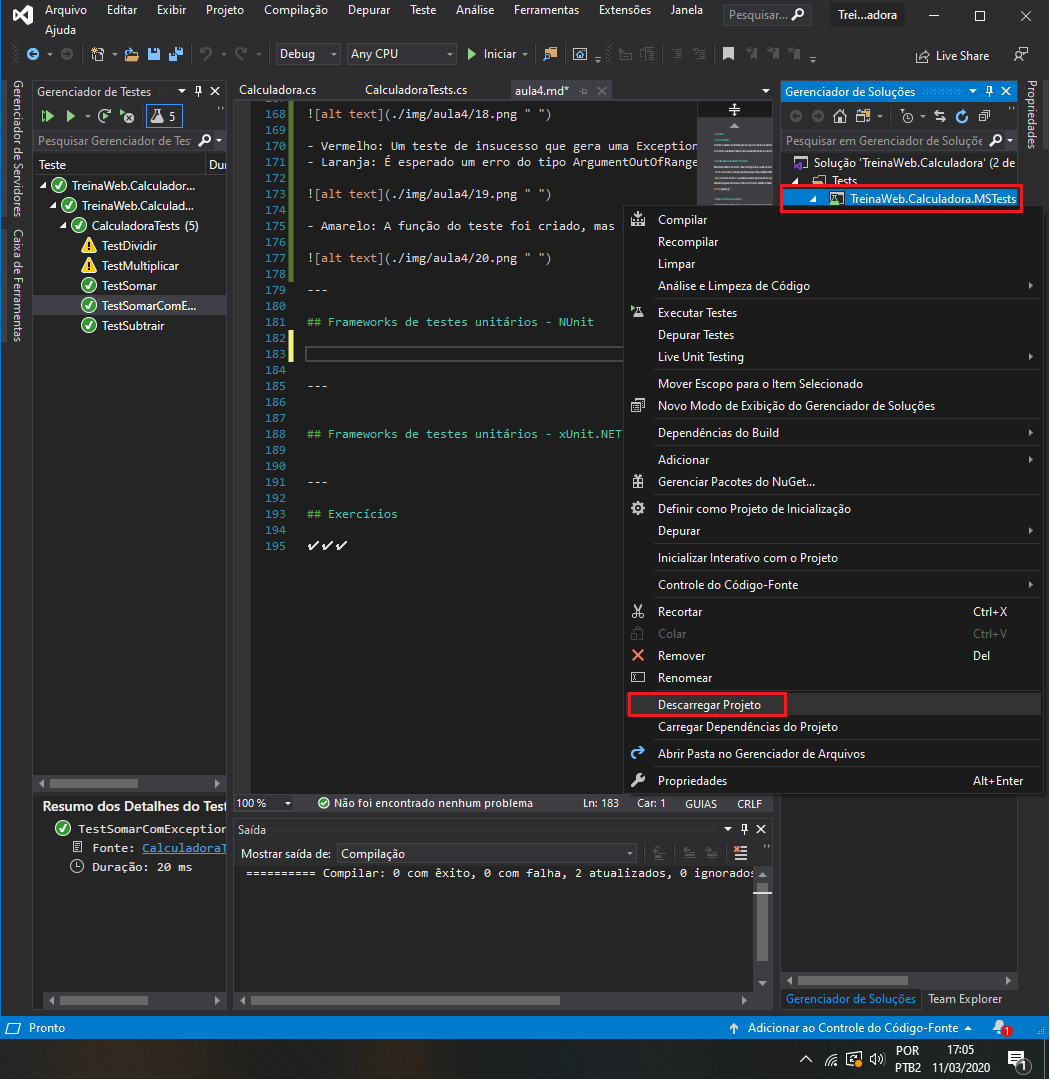 Arquivo Editar Exibir Projeto Compilação Depurar Teste Análise Ferramentas Extensões Janela Pesquisar... Trei...adora
Ajuda
Debug Any CPU Iniciar Live Share
Gerenciador de Servidores
Caixa de Ferramentas
Gerenciador de Testes
5
Pesquisar Gerenciador de Tes
Teste Dur
TreinaWeb.Calculador...
TreinaWeb.Calculad...
CalculadoraTests (5)
TestDividir
TestMultiplicar
TestSomar
TestSomarComE...
TestSubtrair
Resumo dos Detalhes do Test
TestSomarComException
Fonte: CalculadoraT
Duração: 20 ms
Calculadora.cs CalculadoraTests.cs aula4.md*
168 ![alt text](./img/aula4/18.png " ")
169
170 - Vermelho: Um teste de insucesso que gera uma Exception
171 - Laranja: É esperado um erro do tipo ArgumentOutOfRange
172
173 ![alt text](./img/aula4/19.png " ")
174
175 - Amarelo: A função do teste foi criado, mas
176
177 ![alt text](./img/aula4/20.png " ")
178
179 ---
180
181 ## Frameworks de testes unitários - NUnit
182
183
184
185 ---
186
187
188 ## Frameworks de testes unitários - xUnit.NET
189
190
191 ---
192
193 ## Exercícios
194
195 ✔✔✔
100 % Não foi encontrado nenhum problema Ln: 183 Car: 1 GUIAS CRLF
Saída
Mostrar saída de: Compilação
========== Compilar: 0 com êxito, 0 com falha, 2 atualizados, 0 ignorados
Gerenciador de Soluções
Pesquisar em Gerenciador de Soluçõe
Solução 'TreinaWeb.Calculadora' (2 de
Tests
TreinaWeb.Calculadora.MSTests
Propriedades
Compilar
Recompilar
Limpar
Análise e Limpeza de Código
Executar Testes
Depurar Testes
Live Unit Testing
Mover Escopo para o Item Selecionado
Novo Modo de Exibição do Gerenciador de Soluções
Dependências do Build
Adicionar
Gerenciar Pacotes do NuGet...
Definir como Projeto de Inicialização
Depurar
Inicializar Interativo com o Projeto
Controle do Código-Fonte
Recortar Ctrl+X
Colar Ctrl+V
Remover Del
Renomear
Descarregar Projeto
Carregar Dependências do Projeto
Abrir Pasta no Gerenciador de Arquivos
Propriedades Alt+Enter
Gerenciador de Soluções Team Explorer
Pronto Adicionar ao Controle do Código-Fonte 1
POR 17:05
PTB2 11/03/2020 1